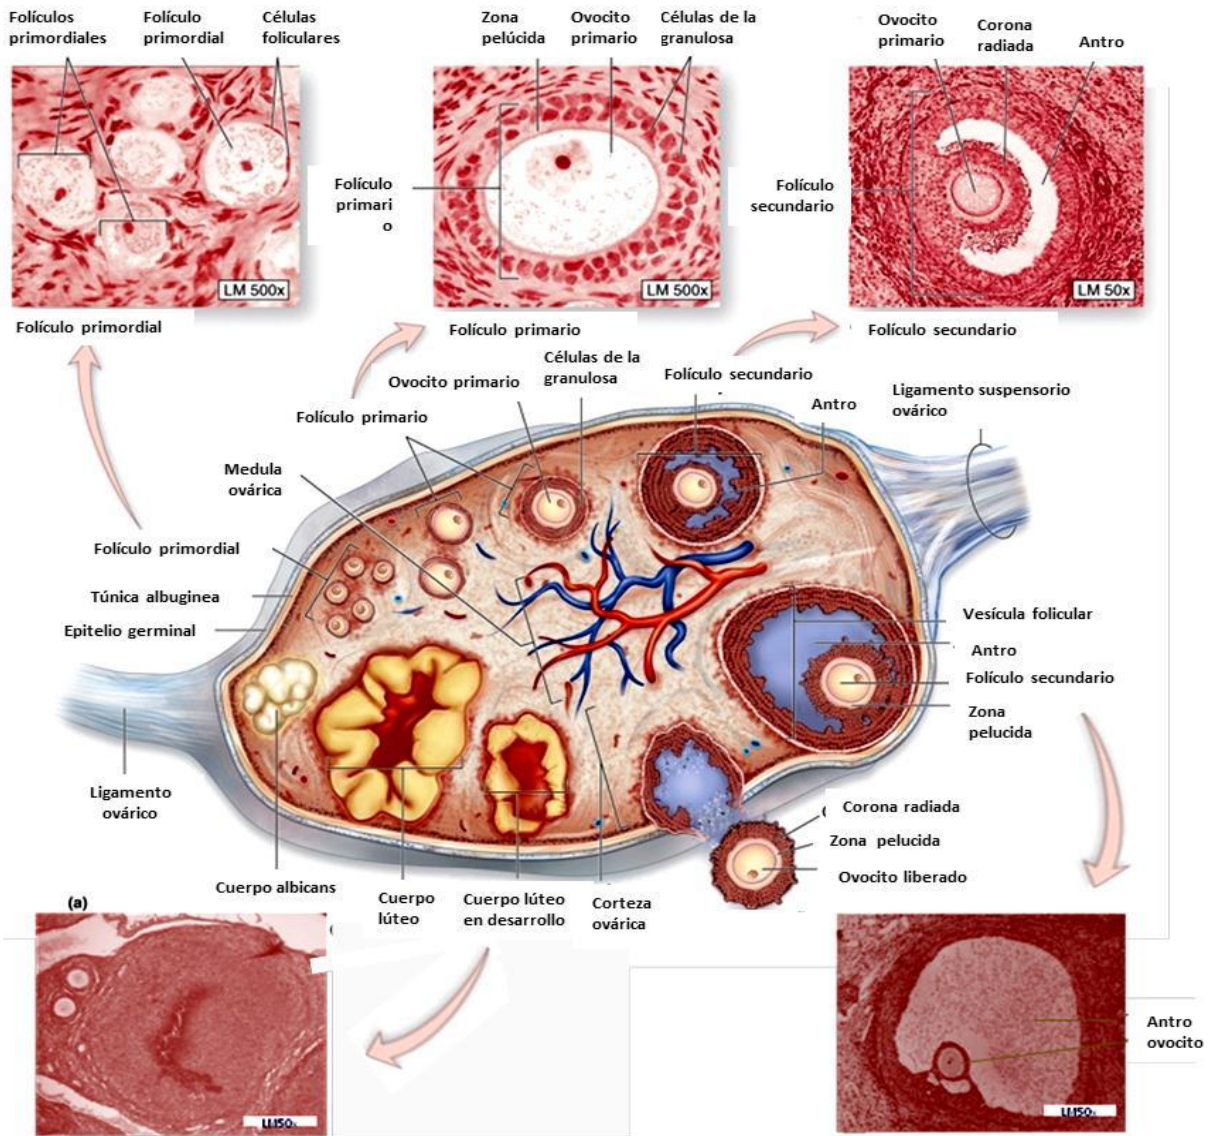 Folículos
primordiales
Folículo
primordial
Células
foliculares
Zona
pelúcida
Ovocito
primario
Células de la
granulosa
Ovocito
primario
Corona
radiada
Antro
Folículo
primari
o
Folículo
secundario
LM 500x
LM 500x
LM 50x
Folículo primordial
Folículo primario
Folículo secundario
Células de la
granulosa
Ovocito primario
Folículo secundario
Ligamento suspensorio
ovárico
Folículo primario
Antro
Medula
ovárica
Folículo primordial
Túnica albuginea
Epitelio germinal
Vesícula folicular
Antro
Folículo secundario
Zona
pelucida
Ligamento
ovárico
Corona radiada
Zona pelucida
Ovocito liberado
Cuerpo albicans
Cuerpo
lúteo
Cuerpo lúteo
en desarrollo
Corteza
ovárica
(a)
Antro
ovocito
LM50x
LM50x